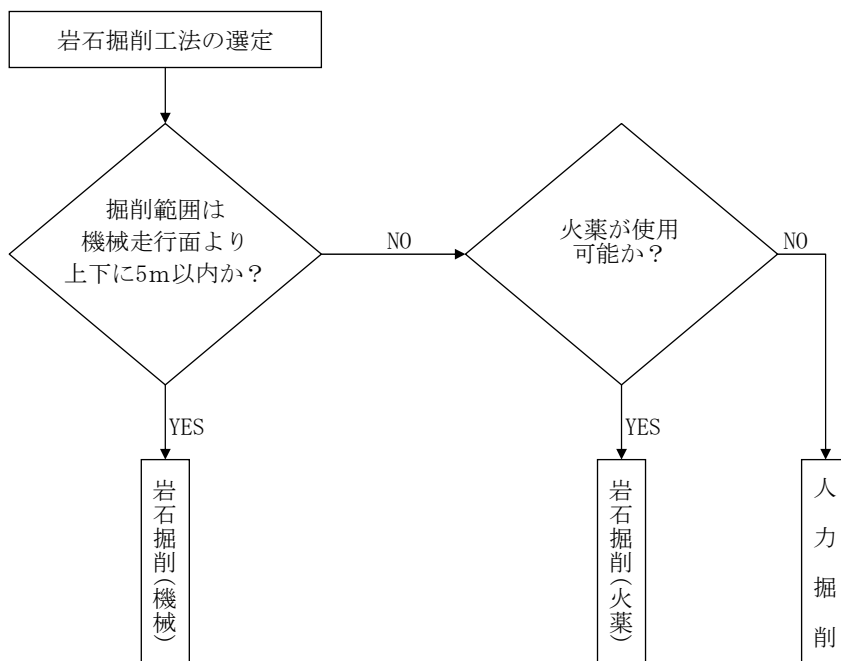 岩石掘削工法の選定
掘削範囲は
機械走行面より
上下に5m以内か？
NO
火薬が使用
可能か？
NO
YES
YES
岩石掘削(機械)
岩石掘削(火薬)
人力掘削